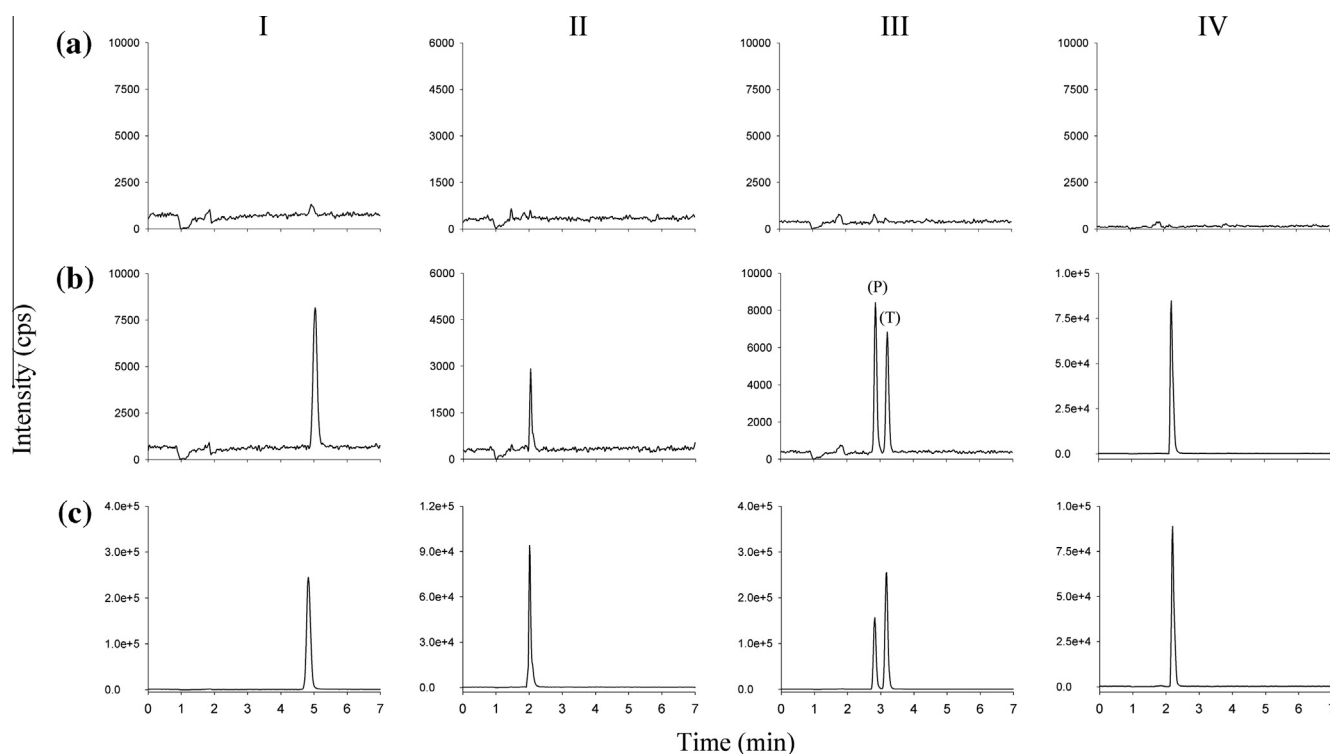 I II III IV
(a)
10000 6000 10000 10000
7500 4500 7500 7500
5000 3000 5000 5000
2500 1500 2500 2500
0 0 0 0
(b)
10000 6000 10000 1.0e+5
7500 4500 8000 7.5e+4
5000 3000 6000 5.0e+4
2500 1500 4000 2.5e+4
0 0 2000 0.0
0
(P)
(T)
Intensity (cps)
(c)
4.0e+5 1.2e+5 4.0e+5 1.0e+5
3.0e+5 9.0e+4 3.0e+5 7.5e+4
2.0e+5 6.0e+4 2.0e+5 5.0e+4
1.0e+5 3.0e+4 1.0e+5 2.5e+4
0.0 0.0 0.0 0.0
0 1 2 3 4 5 6 7 0 1 2 3 4 5 6 7 0 1 2 3 4 5 6 7 0 1 2 3 4 5 6 7
Time (min)